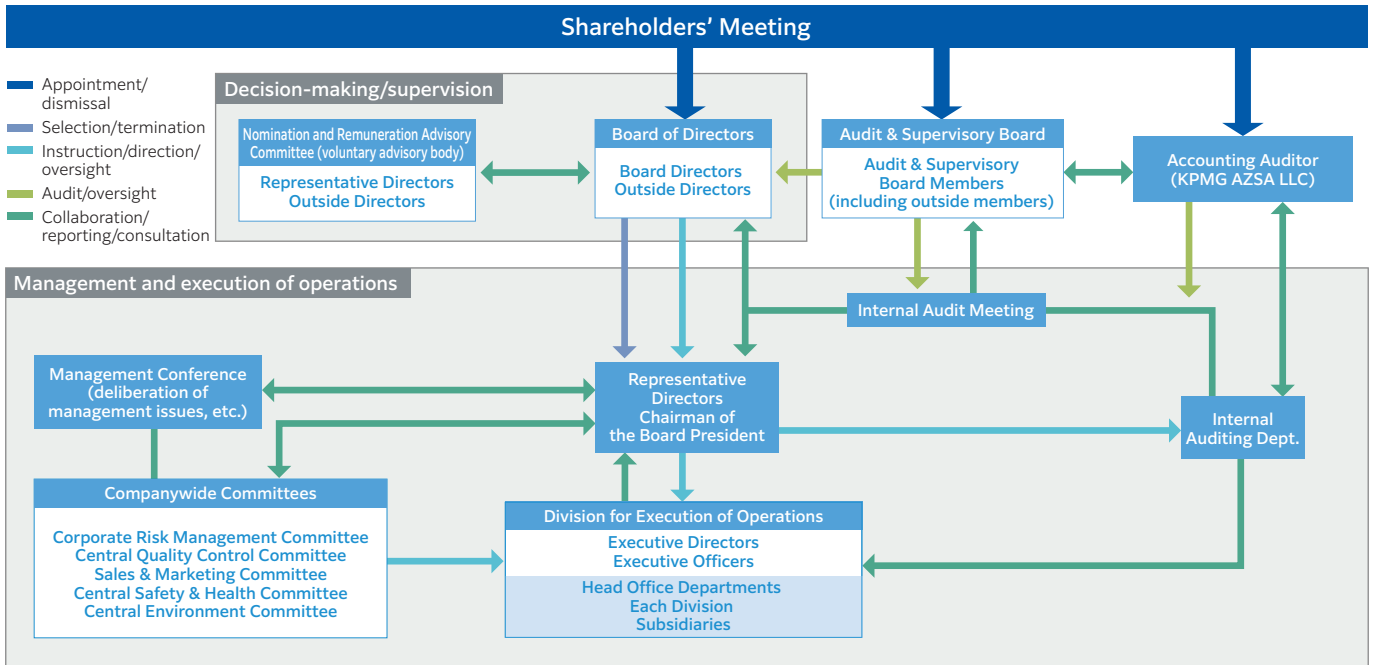 Shareholders’ Meeting
Appointment/
dismissal
Selection/termination
Instruction/direction/
oversight
Audit/oversight
Collaboration/
reporting/consultation
Decision-making/supervision
Nomination and Remuneration Advisory
Committee (voluntary advisory body)
Representative Directors
Outside Directors
Board of Directors
Board Directors
Outside Directors
Audit & Supervisory Board
Audit & Supervisory
Board Members
(including outside members)
Accounting Auditor
(KPMG AZSA LLC)
Management and execution of operations
Internal Audit Meeting
Management Conference
(deliberation of
management issues, etc.)
Representative
Directors
Chairman of
the Board President
Internal
Auditing Dept.
Companywide Committees
Corporate Risk Management Committee
Central Quality Control Committee
Sales & Marketing Committee
Central Safety & Health Committee
Central Environment Committee
Division for Execution of Operations
Executive Directors
Executive Officers
Head Office Departments
Each Division
Subsidiaries